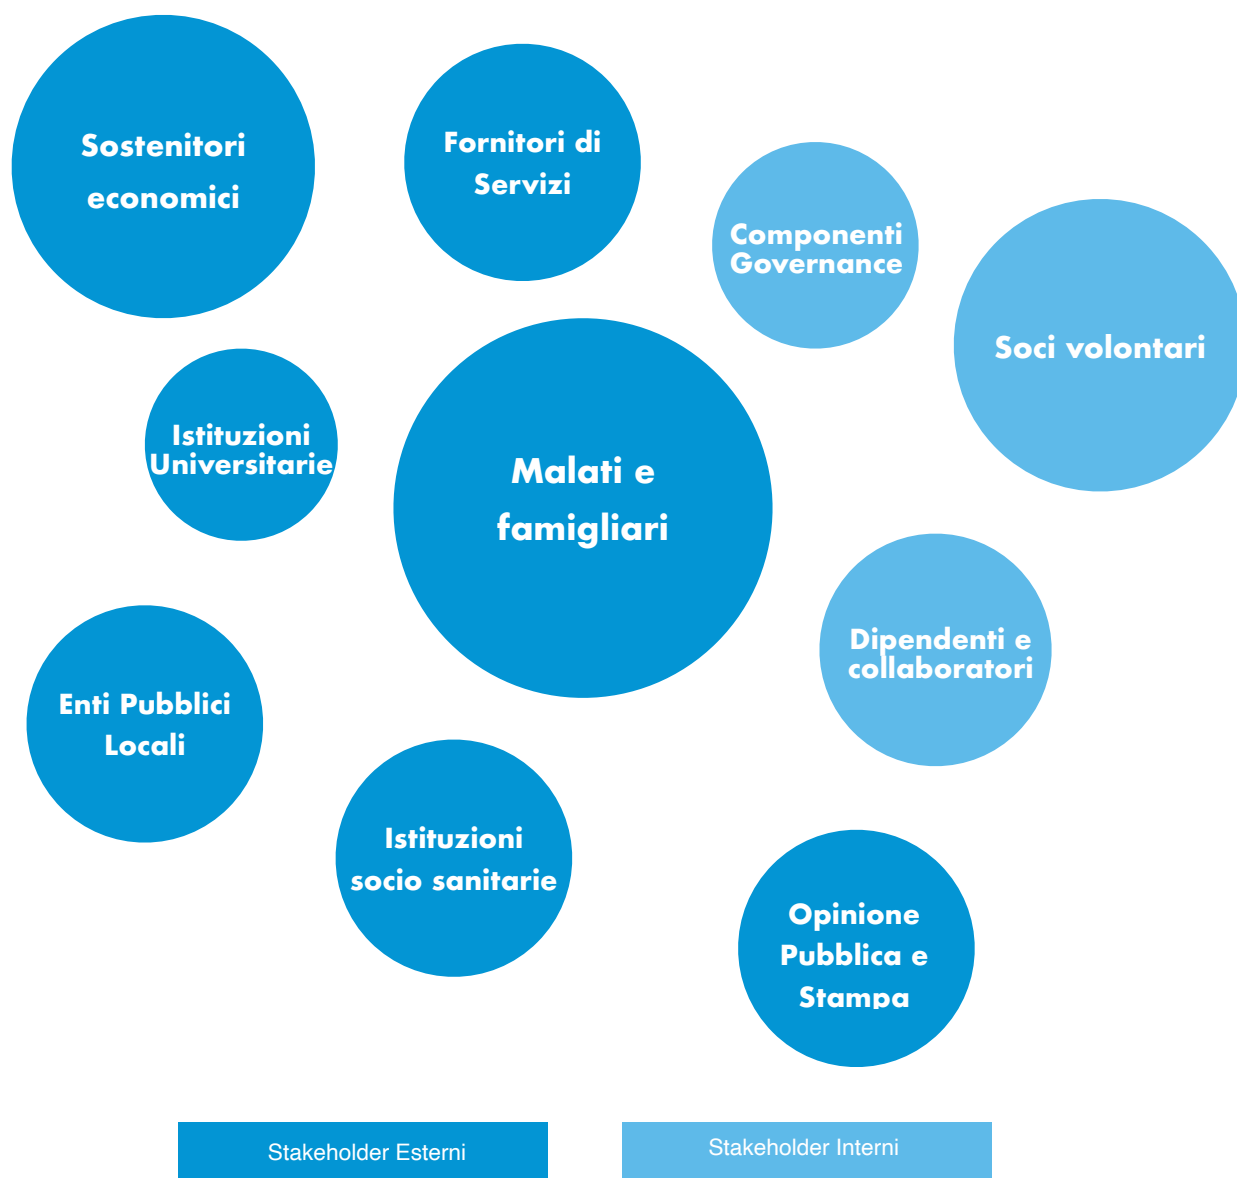 Sostenitori
economici
Fornitori di
Servizi
Componenti
Governance
Soci volontari
Istituzioni
Universitarie
Malati e
famigliari
Dipendenti e
collaboratori
Enti Pubblici
Locali
Istituzioni
socio sanitarie
Opinione
Pubblica e
Stampa
Stakeholder Esterni
Stakeholder Interni